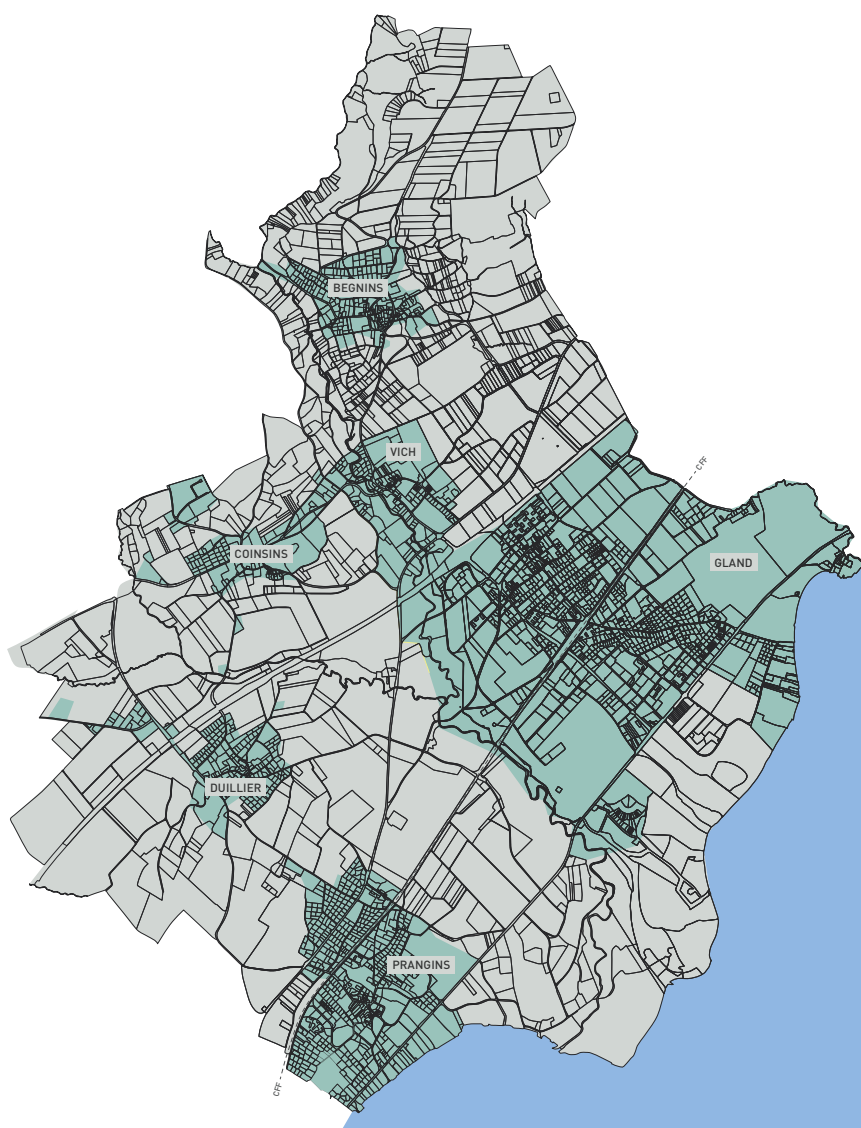 BEGNINS
VICH
CFF
COINSINS
GLAND
DUILLIER
PRANGINS
CFF